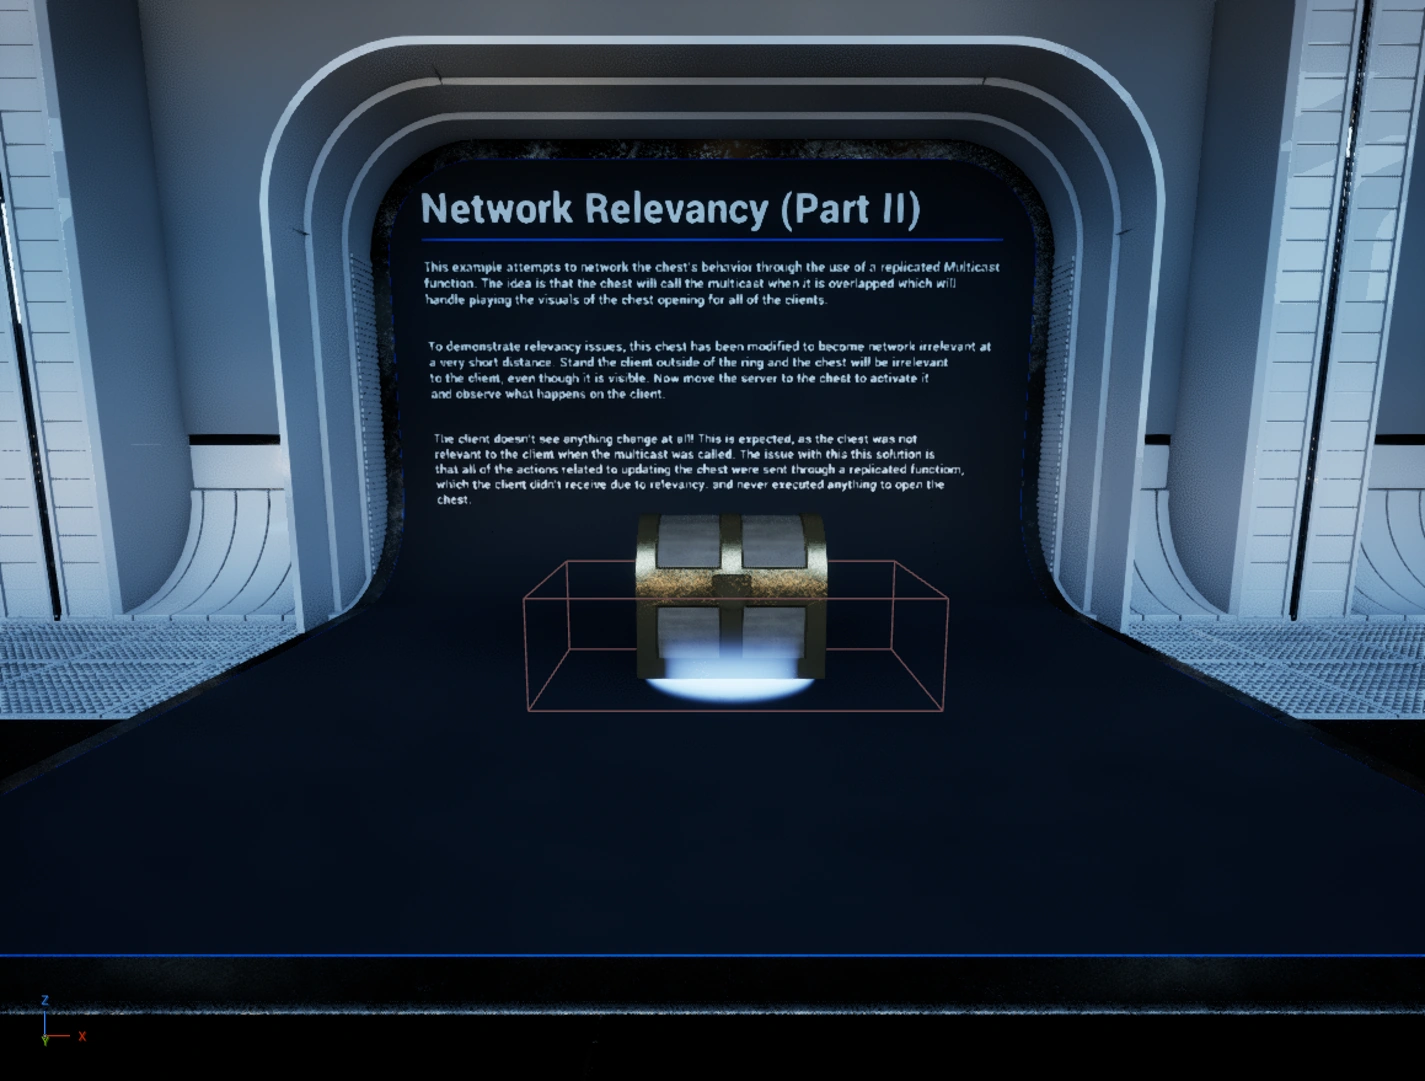 Network Relevancy (Part II)
This example attempts to network the chest's behavior through the use of a replicated Multicast
function. The idea is that the chest will call the multicast when it is overlapped which will
handle playing the visuals of the chest opening for all of the clients.
To demonstrate relevancy issues, this chest has been modified to become network irrelevant at
a very short distance. Stand the client outside of the ring and the chest will be irrelevant
to the client, even though it is visible. Now move the server to the chest to activate it
and observe what happens on the client.
The client doesn't see anything change at all! This is expected, as the chest was not
relevant to the client when the multicast was called. The issue with this this solution is
that all of the actions related to updating the chest were sent through a replicated function,
which the client didn't receive due to relevancy, and never executed anything to open the
chest.
Z
X
Y